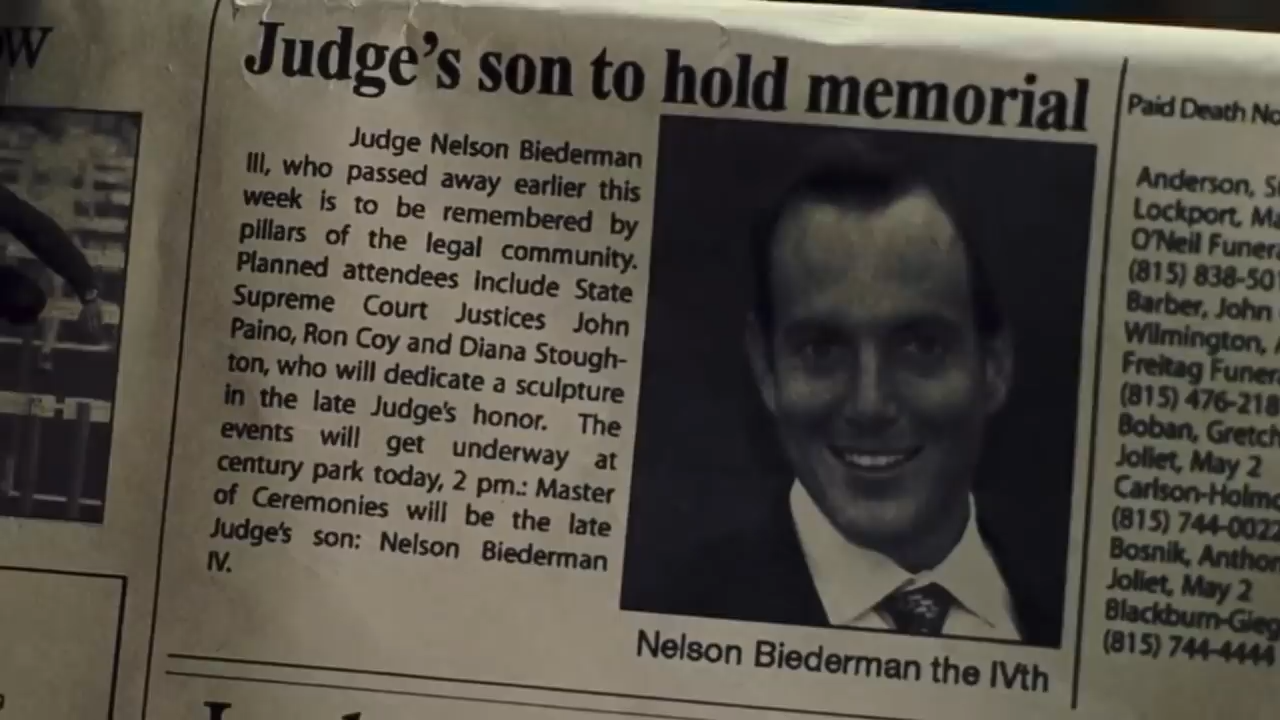 Judge's son to hold memorial
Judge Nelson Biederman
III, who passed away earlier this
week is to be remembered by
pillars of the legal community.
Planned attendees include State
Supreme Court Justices John
Paino, Ron Coy and Diana Stough-
ton, who will dedicate a sculpture
in the late Judge's honor. The
events will get underway at
century park today, 2 pm.: Master
of Ceremonies will be the late
Judge's son: Nelson Biederman
IV.
Nelson Biederman the IVth
Paid Death
Anderson,
Lockport,
O'Neil
(815)
Barber, John
Wilmington,
Freitag
(815)
Boban,
Joliet, May 2
(815) 744-0022
Bosnik,
Joliet, May 2
(815) 744-4444